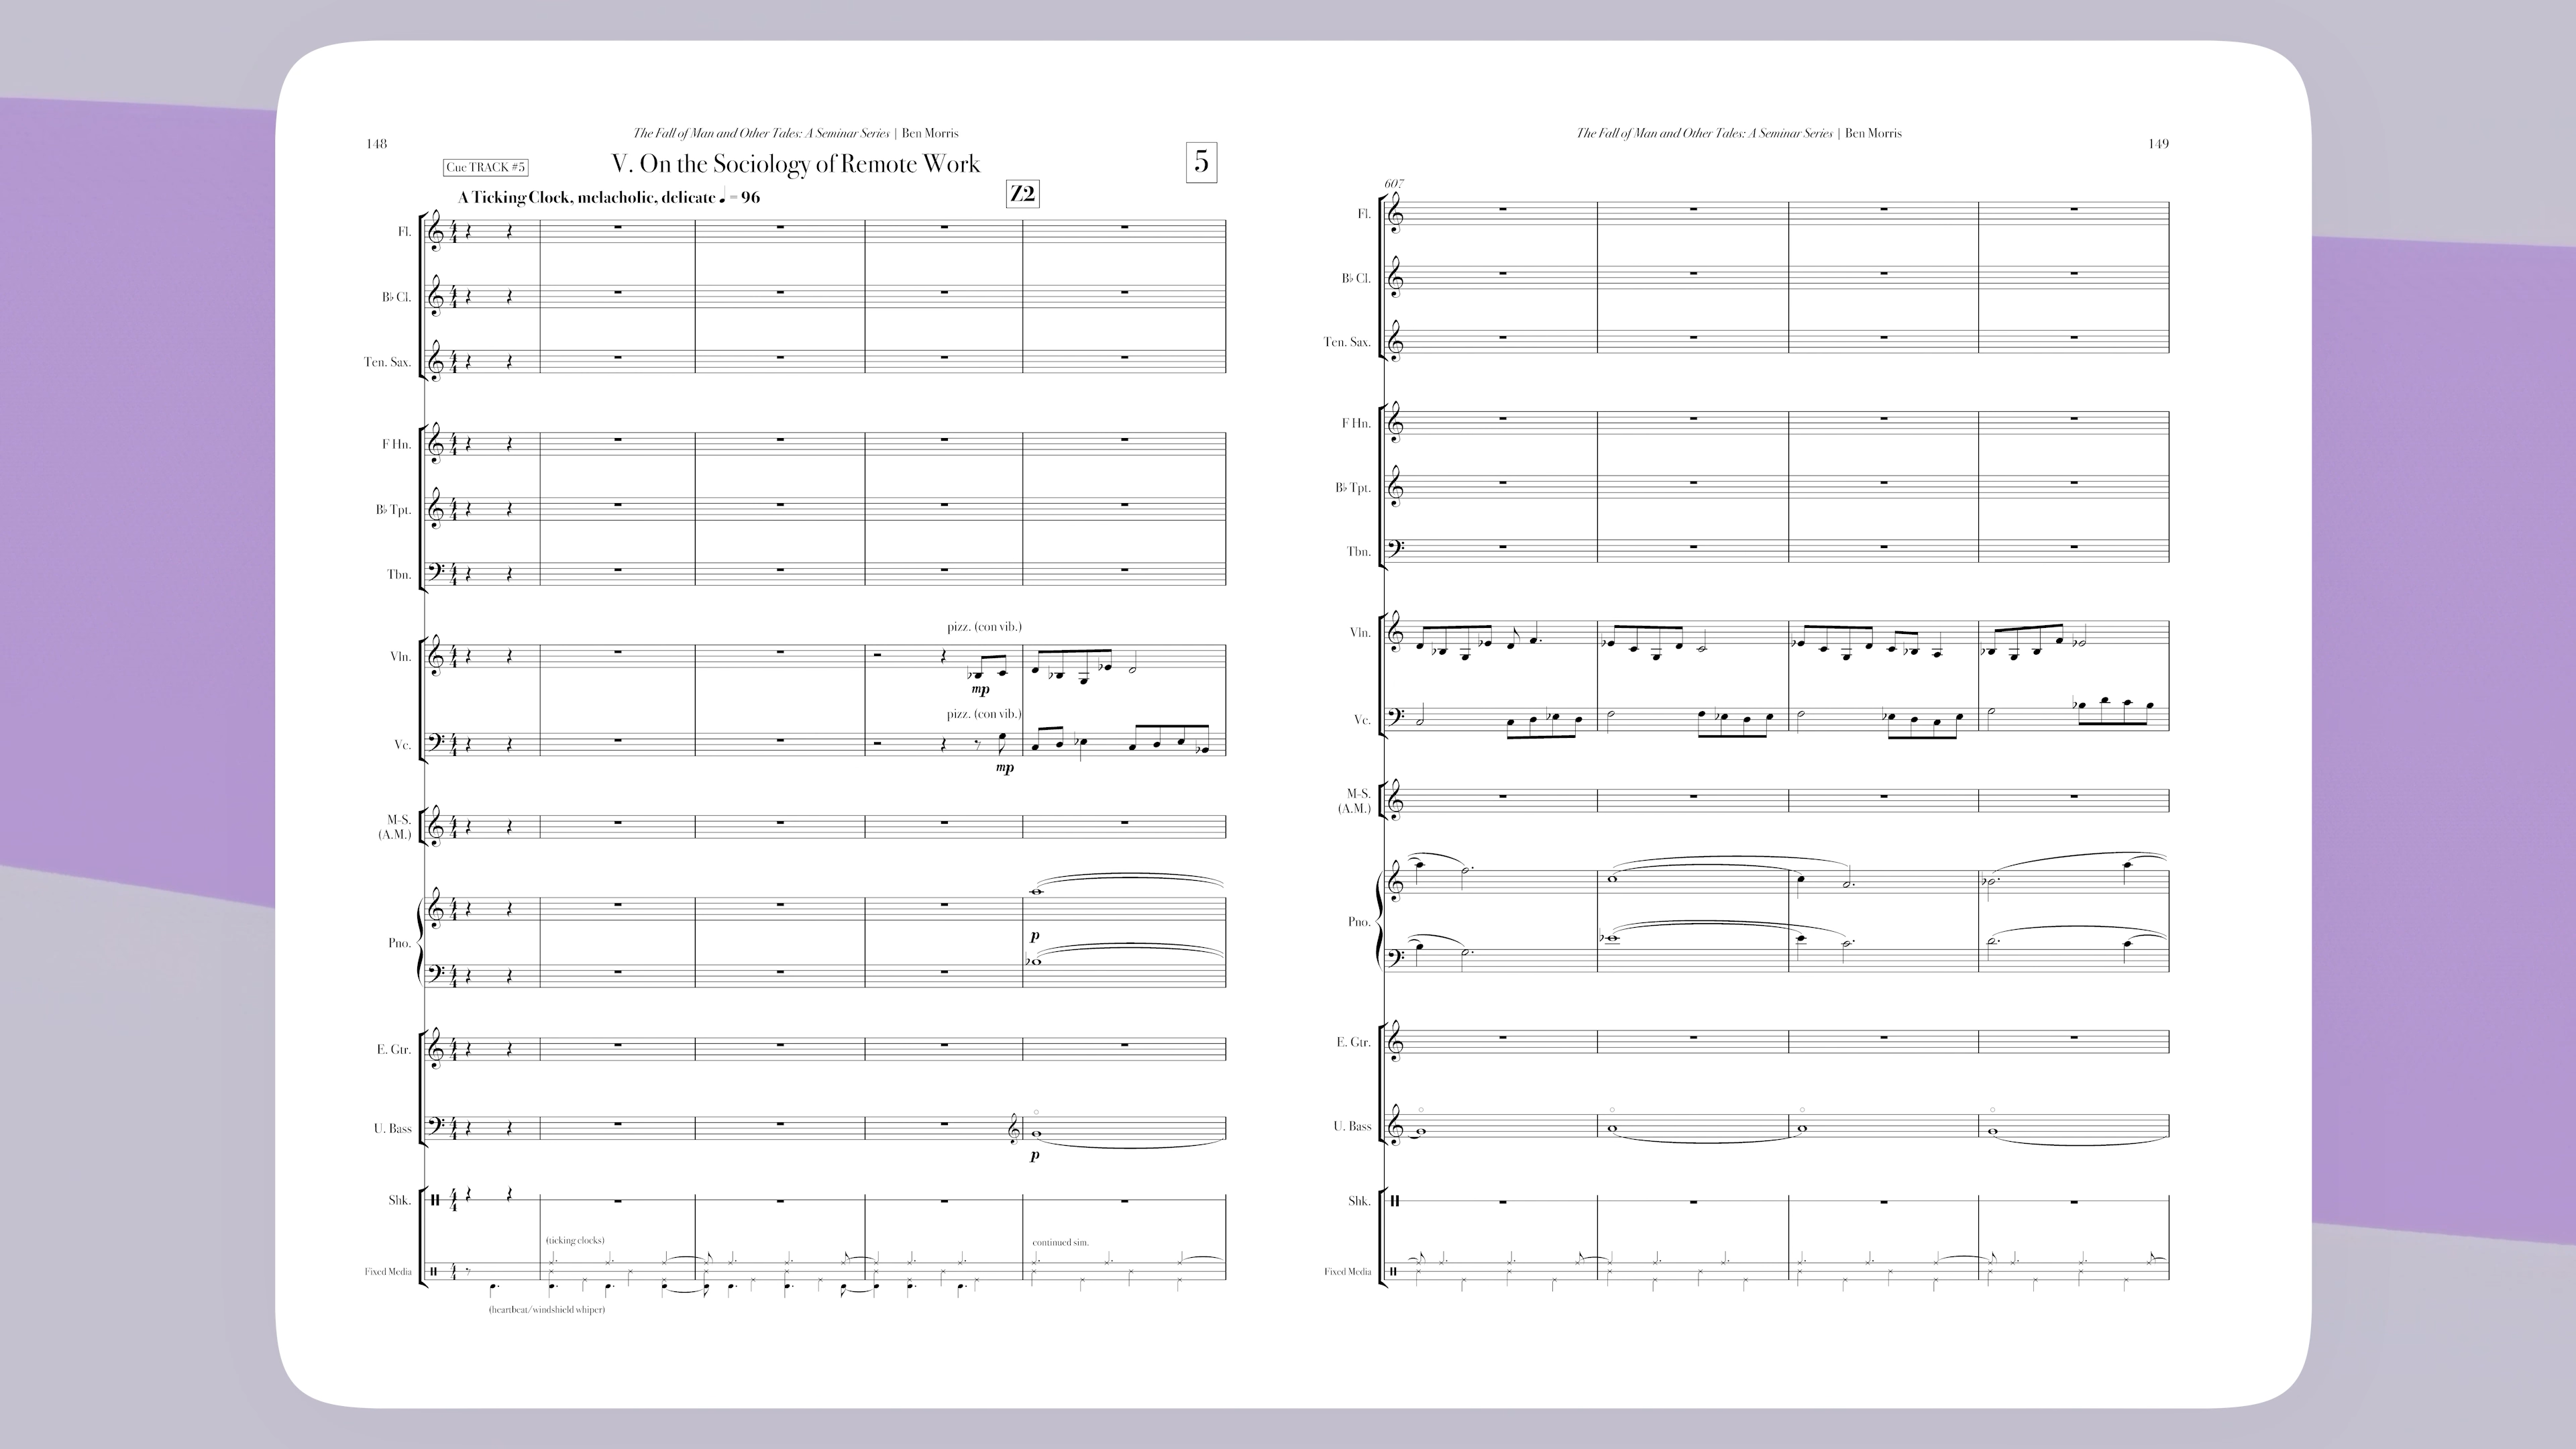 148
The Fall of Man and Other Tales: A Seminar Series | Ben Morris
Cue TRACK #5
V. On the Sociology of Remote Work
5
A Ticking Clock, melacholic, delicate ♩ = 96
Z2
Fl.
B♭ Cl.
Ten. Sax.
F Hn.
B♭ Tpt.
Tbn.
pizz. (con vib.)
Vln.
mp
pizz. (con vib.)
Vc.
mp
M-S.
(A.M.)
p
Pno.
E. Gtr.
U. Bass
p
Shk.
(ticking clocks)
continued sim.
Fixed Media
(heartbeat/windshield whiper)
The Fall of Man and Other Tales: A Seminar Series | Ben Morris
149
607
Fl.
B♭ Cl.
Ten. Sax.
F Hn.
B♭ Tpt.
Tbn.
Vln.
Vc.
M-S.
(A.M.)
Pno.
E. Gtr.
U. Bass
Shk.
Fixed Media